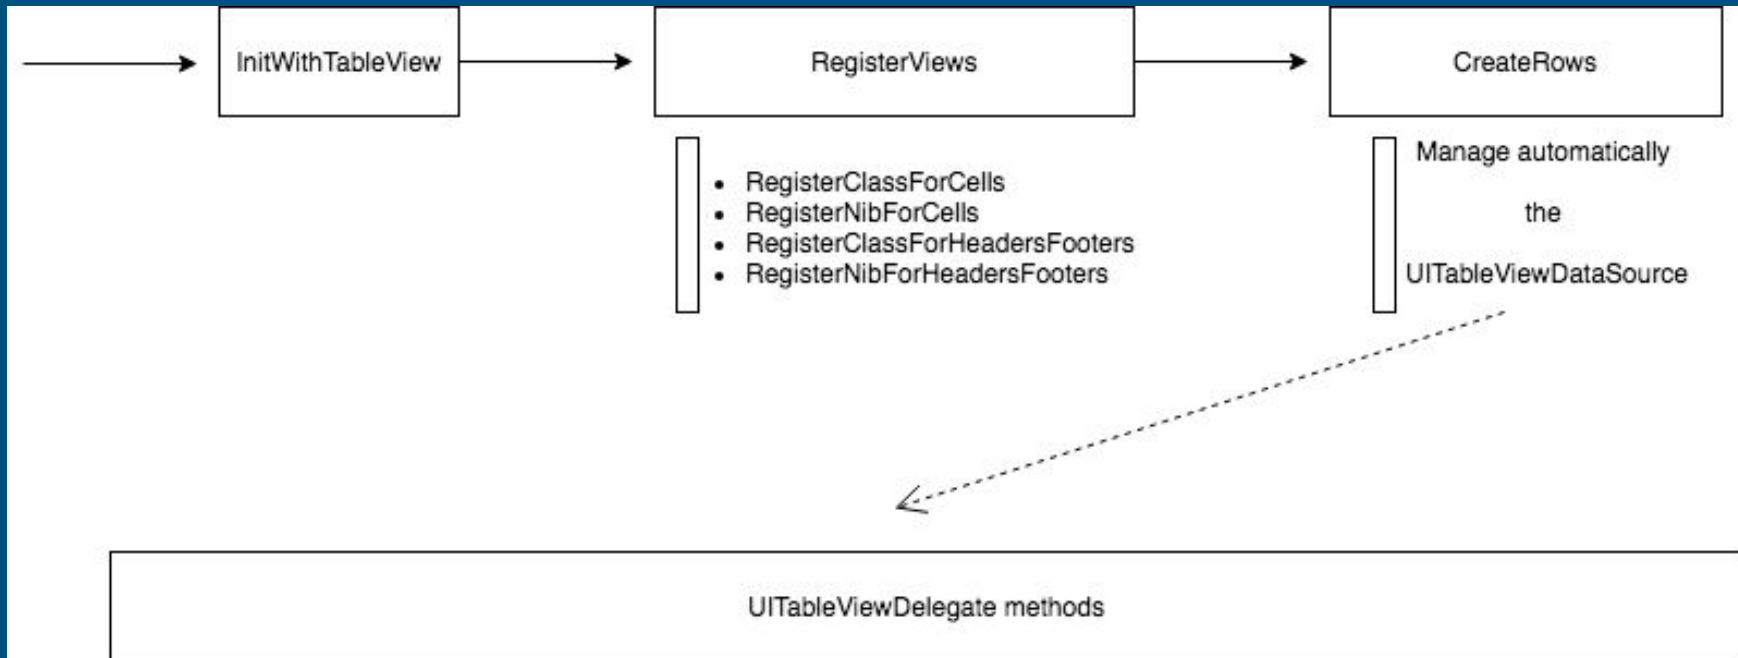 InitWithTableView
RegisterViews
CreateRows
• RegisterClassForCells
• RegisterNibForCells
• RegisterClassForHeadersFooters
• RegisterNibForHeadersFooters
Manage automatically
the
UITableViewDataSource
UITableViewDelegate methods